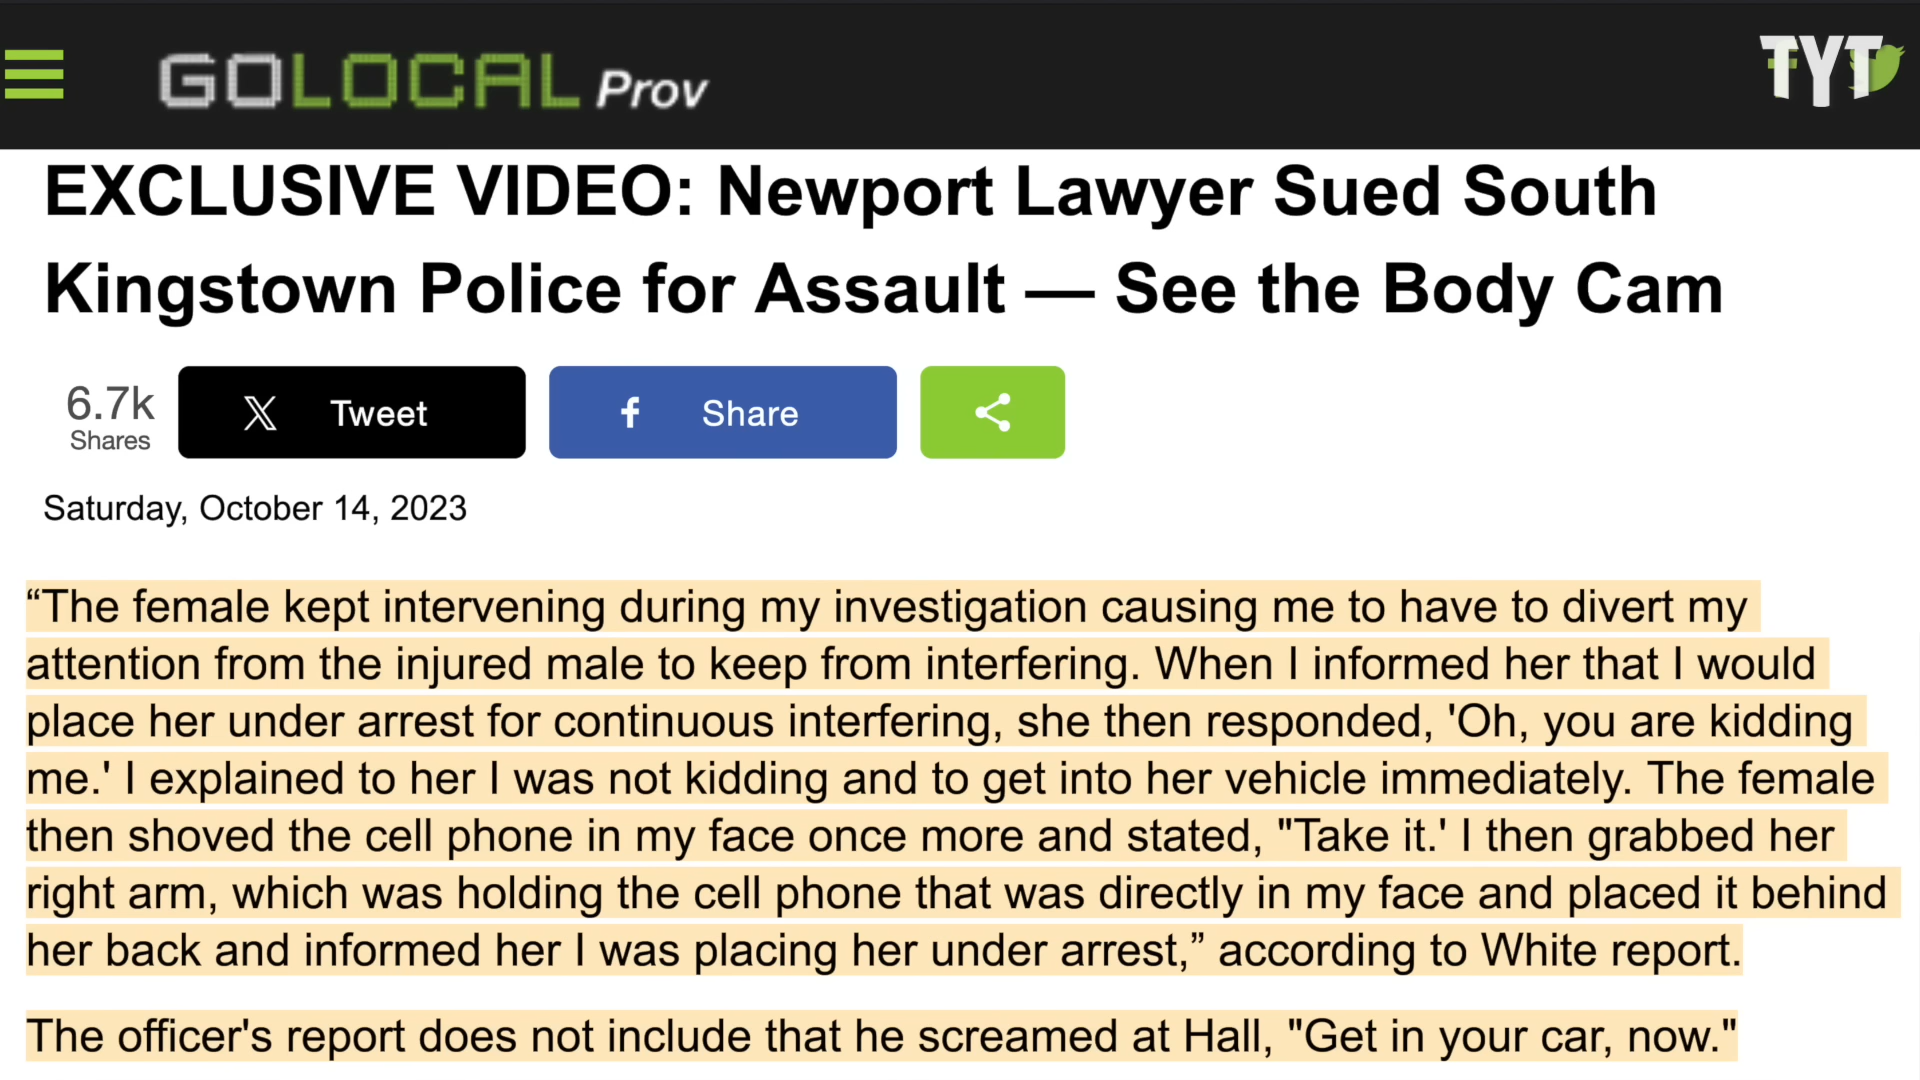 GOLOCAL Prov
TYT
EXCLUSIVE VIDEO: Newport Lawyer Sued South
Kingstown Police for Assault — See the Body Cam
6.7k
Shares
Tweet
Share
Saturday, October 14, 2023
“The female kept intervening during my investigation causing me to have to divert my
attention from the injured male to keep from interfering. When I informed her that I would
place her under arrest for continuous interfering, she then responded, 'Oh, you are kidding
me.' I explained to her I was not kidding and to get into her vehicle immediately. The female
then shoved the cell phone in my face once more and stated, "Take it.' I then grabbed her
right arm, which was holding the cell phone that was directly in my face and placed it behind
her back and informed her I was placing her under arrest,” according to White report.
The officer's report does not include that he screamed at Hall, "Get in your car, now."